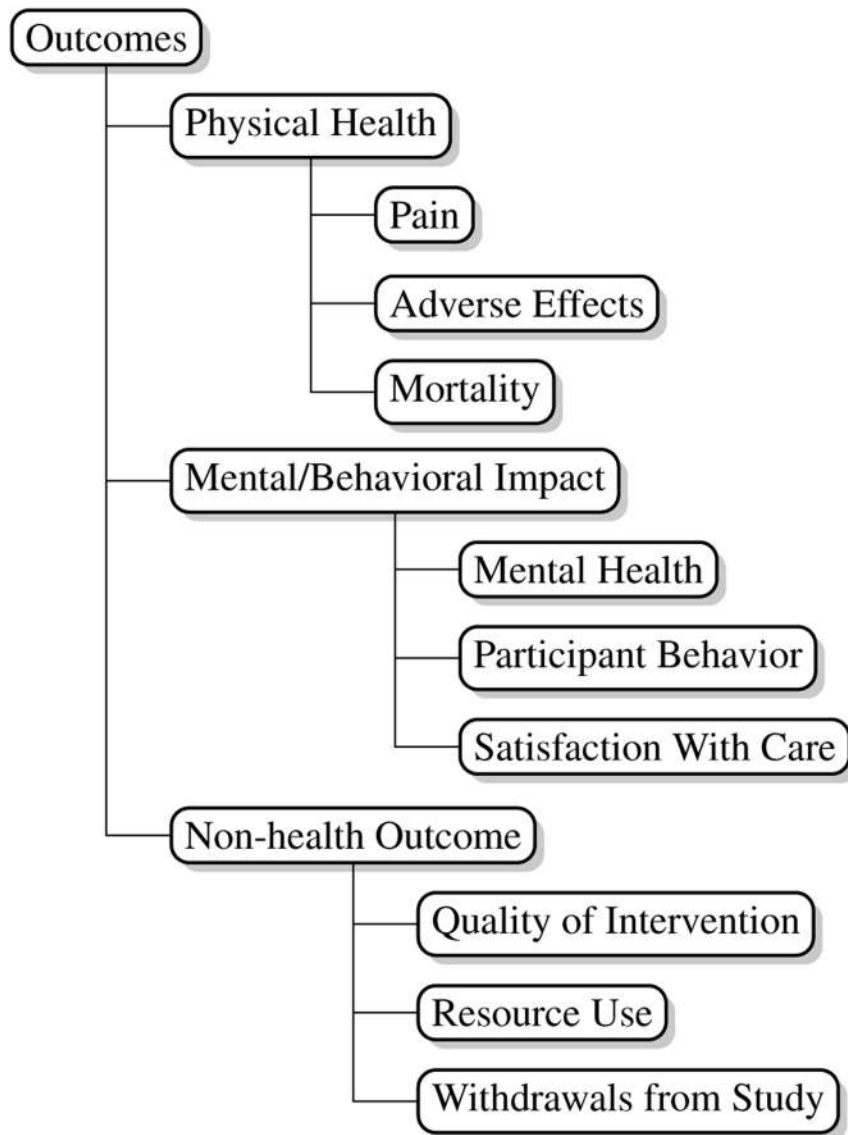 Outcomes
Physical Health
Pain
Adverse Effects
Mortality
Mental/Behavioral Impact
Mental Health
Participant Behavior
Satisfaction With Care
Non-health Outcome
Quality of Intervention
Resource Use
Withdrawals from Study